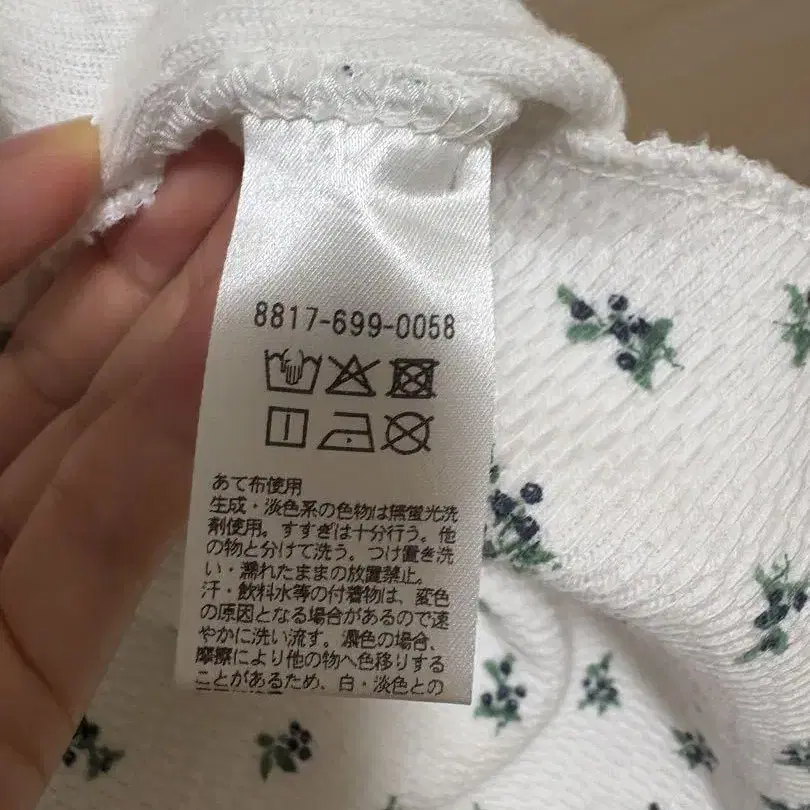 8817-699-0058
あて布使用
生成・淡色系の色物は無蛍光洗
剤使用。すすぎは十分行う。他
の物と分けて洗う。つけ置き洗
い・濡れたままの放置禁止。
汗・飲料水等の付着物は、変色
の原因となる場合があるので速
やかに洗い流す。濃色の場合、
摩擦により他の物へ色移りする
ことがあるため、白・淡色との